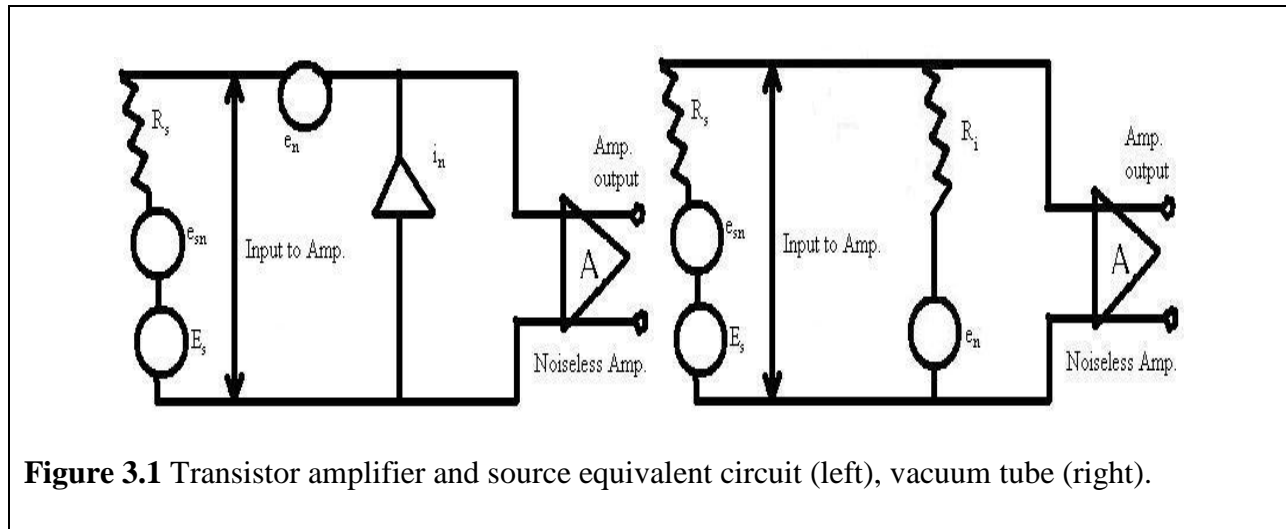 R_s
e_n
i_n
Amp.
output
e_sn
Input to Amp.
A
E_s
Noiseless Amp.
R_s
R_i
Amp.
output
e_sn
Input to Amp.
A
E_s
e_n
Noiseless Amp.
Figure 3.1 Transistor amplifier and source equivalent circuit (left), vacuum tube (right).